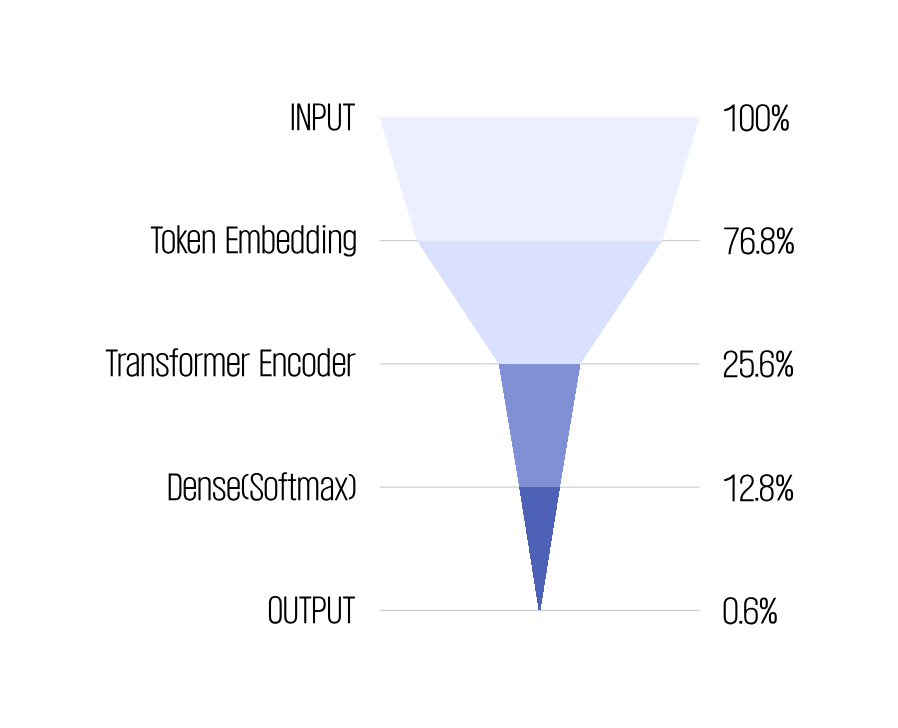 INPUT 100%
Token Embedding 76.8%
Transformer Encoder 25.6%
Dense(Softmax) 12.8%
OUTPUT 0.6%